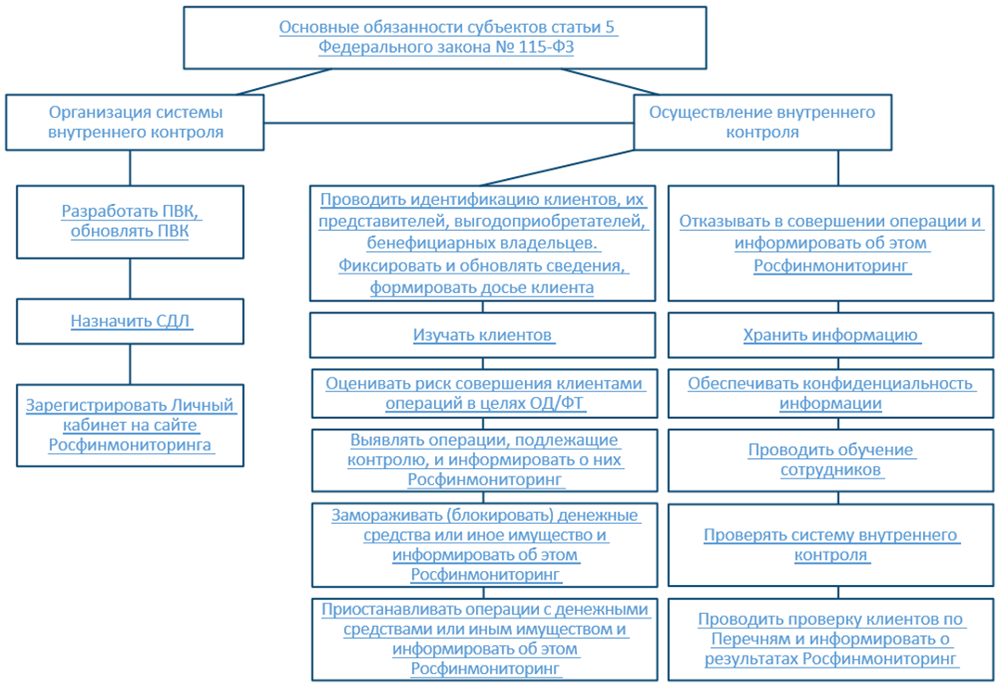 Основные обязанности субъектов статьи 5
Федерального закона № 115-ФЗ
Организация системы
внутреннего контроля
Осуществление внутреннего
контроля
Разработать ПВК,
обновлять ПВК
Назначить СДЛ
Зарегистрировать Личный
кабинет на сайте
Росфинмониторинга
Проводить идентификацию клиентов, их
представителей, выгодоприобретателей,
бенефициарных владельцев.
Фиксировать и обновлять сведения,
формировать досье клиента
Изучать клиентов
Оценивать риск совершения клиентами
операций в целях ОД/ФТ
Выявлять операции, подлежащие
контролю, и информировать о них
Росфинмониторинг
Замораживать (блокировать) денежные
средства или иное имущество и
информировать об этом
Росфинмониторинг
Приостанавливать операции с денежными
средствами или иным имуществом и
информировать об этом
Росфинмониторинг
Отказывать в совершении операции и
информировать об этом
Росфинмониторинг
Хранить информацию
Обеспечивать конфиденциальность
информации
Проводить обучение
сотрудников
Проверять систему внутреннего
контроля
Проводить проверку клиентов по
Перечням и информировать о
результатах Росфинмониторинг